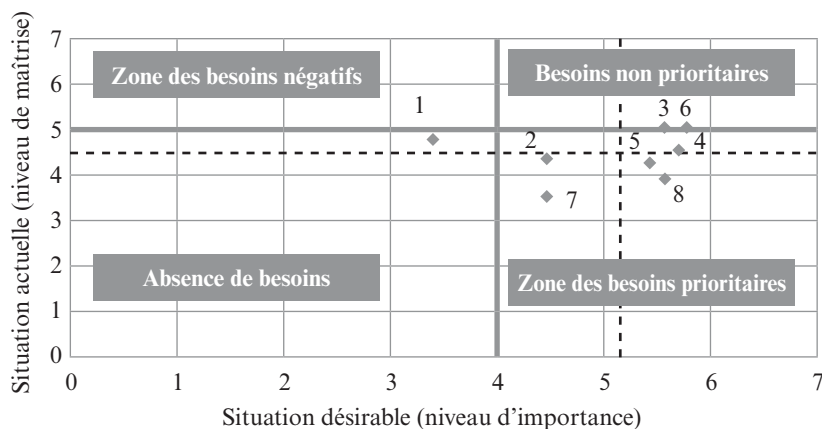 Situation actuelle (niveau de maîtrise)
7
6
5
4
3
2
1
0
Zone des besoins négatifs
Besoins non prioritaires
1
3 6
2
5
4
7
8
Absence de besoins
Zone des besoins prioritaires
0 1 2 3 4 5 6 7
Situation désirable (niveau d’importance)